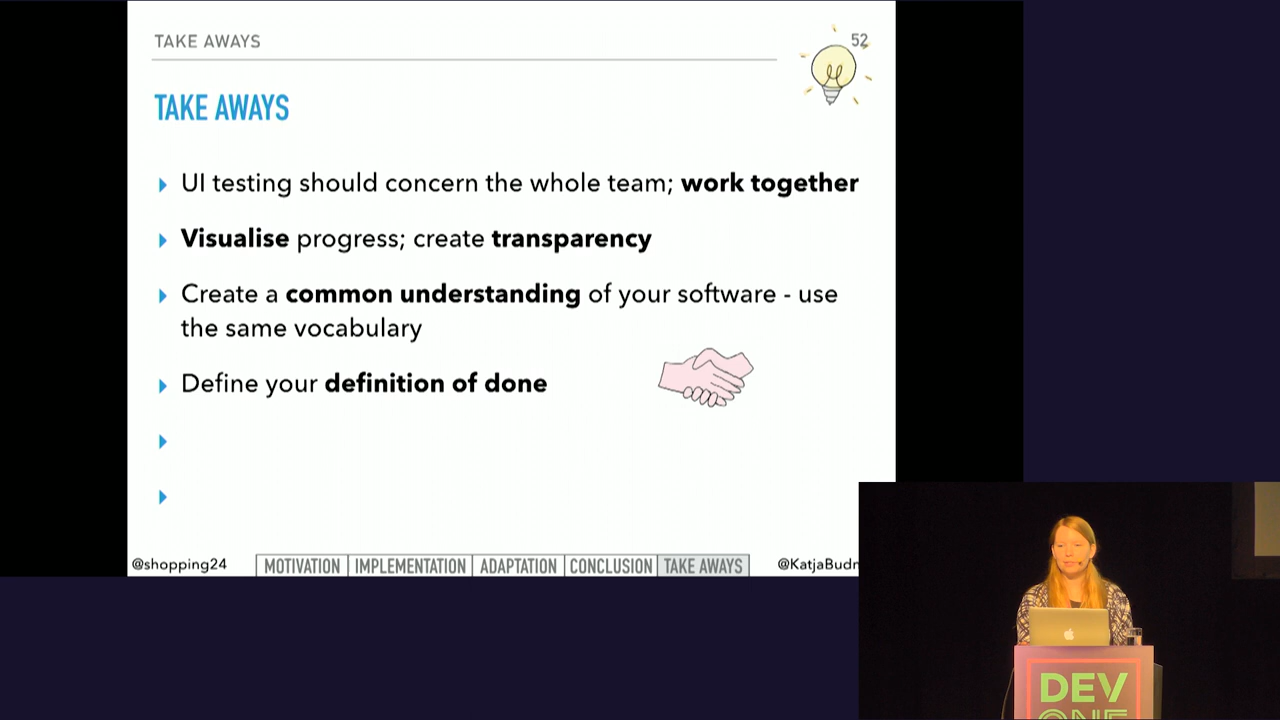 TAKE AWAYS
52
TAKE AWAYS
UI testing should concern the whole team; work together
Visualise progress; create transparency
Create a common understanding of your software - use
the same vocabulary
Define your definition of done
@shopping24
MOTIVATION IMPLEMENTATION ADAPTATION CONCLUSION TAKE AWAYS
@KatjaBudn
DEV
ONE